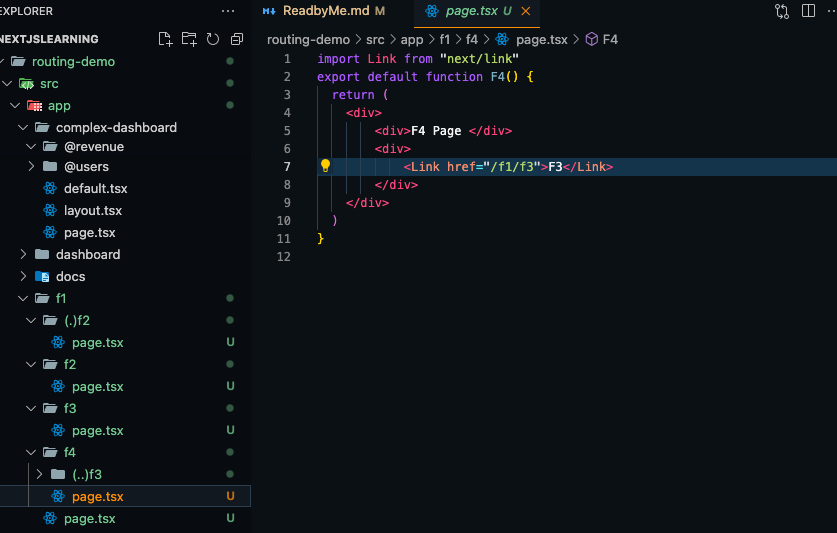 EXPLORER ...
NEXTJSLEARNING
routing-demo
src
app
complex-dashboard
@revenue
@users
default.tsx
layout.tsx
page.tsx
dashboard
docs
f1
(.)f2
page.tsx U
f2
page.tsx U
f3
page.tsx U
f4
(..)f3
page.tsx U
page.tsx U
M↓ ReadbyMe.md M
page.tsx U ×
routing-demo > src > app > f1 > f4 > page.tsx > F4
1 import Link from "next/link"
2 export default function F4() {
3 return (
4 <div>
5 <div>F4 Page </div>
6 <div>
7 <Link href="/f1/f3">F3</Link>
8 </div>
9 </div>
10 )
11 }
12